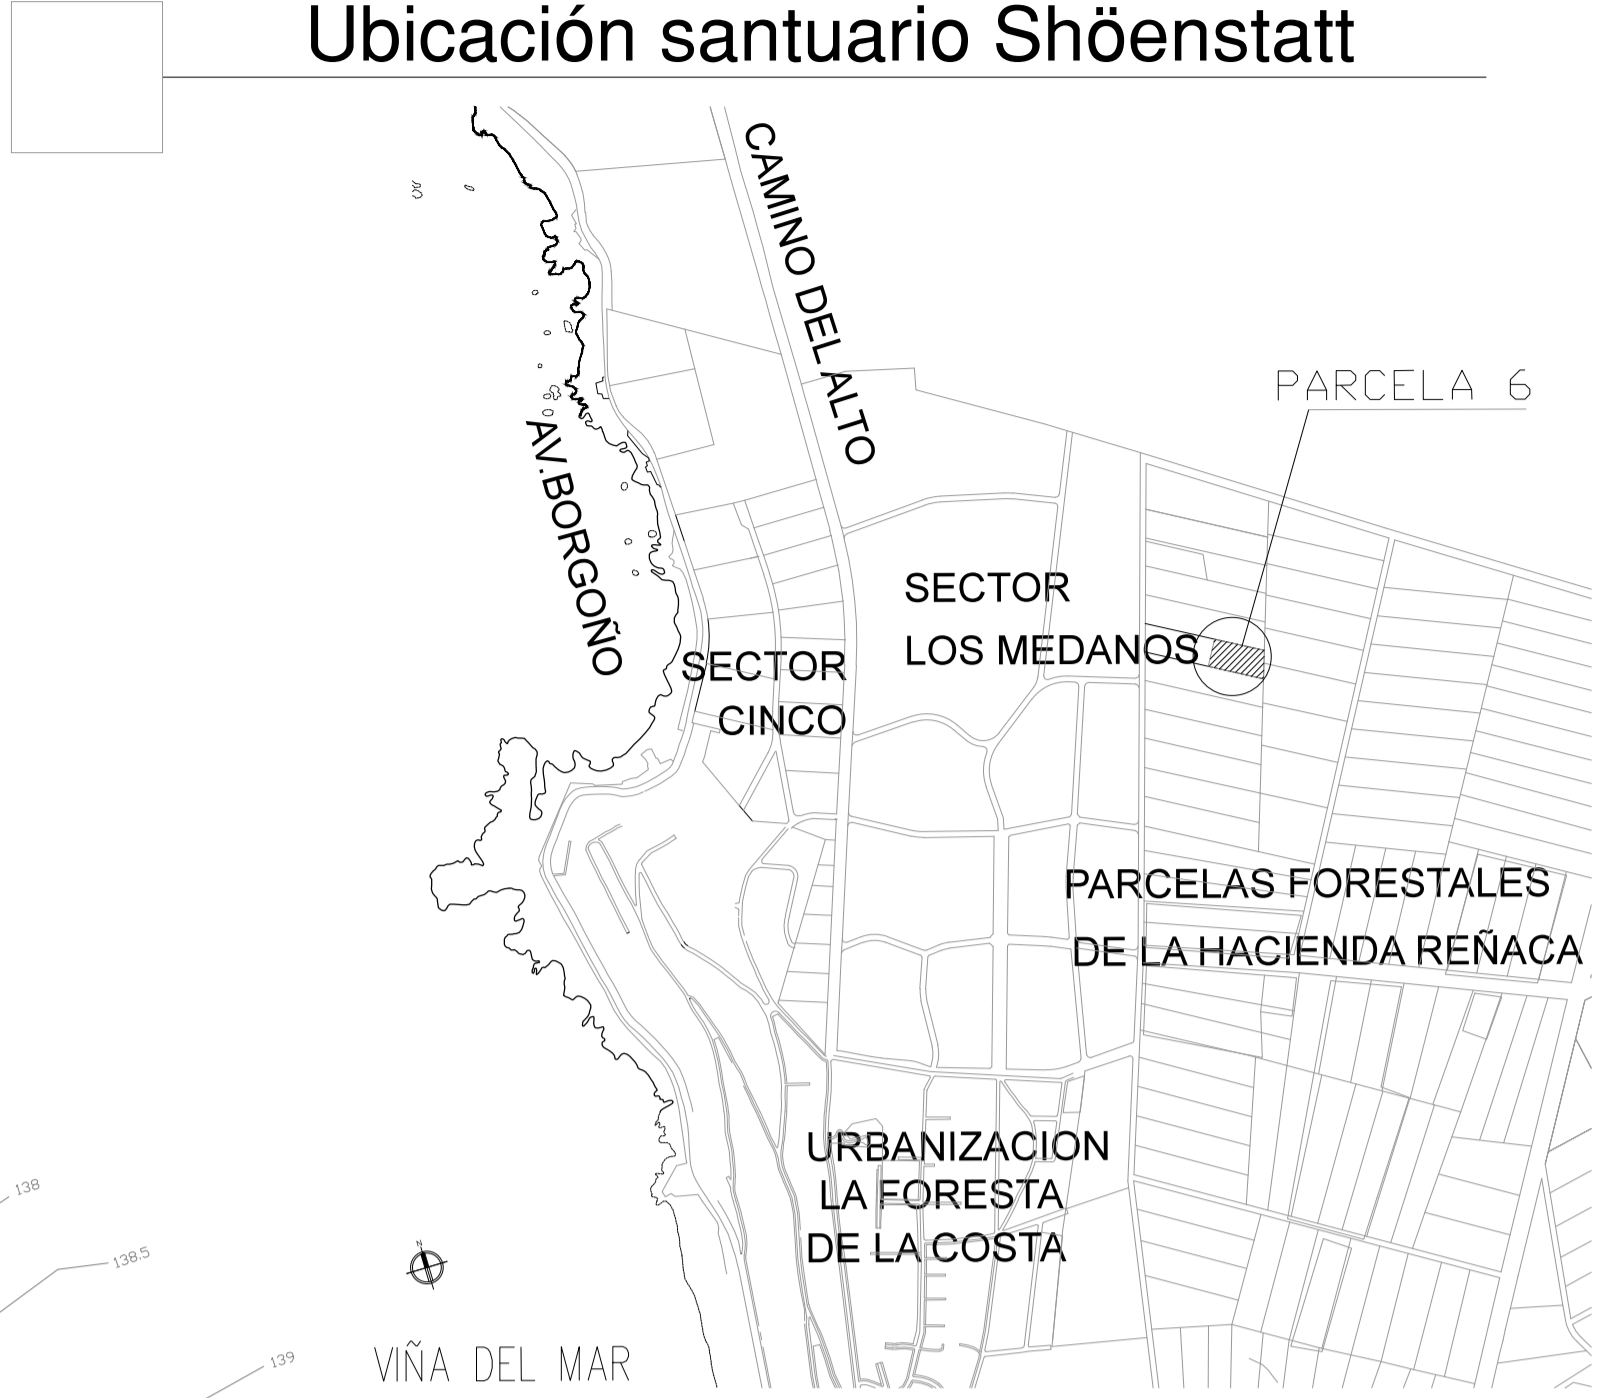 Ubicación santuario Shöenstatt
CAMINO DEL ALTO
PARCELA 6
AV.BORGOÑO
SECTOR
LOS MEDANOS
SECTOR
CINCO
PARCELAS FORESTALES
DE LA HACIENDA REÑACA
URBANIZACION
LA FORESTA
DE LA COSTA
138
138.5
N
139
VIÑA DEL MAR